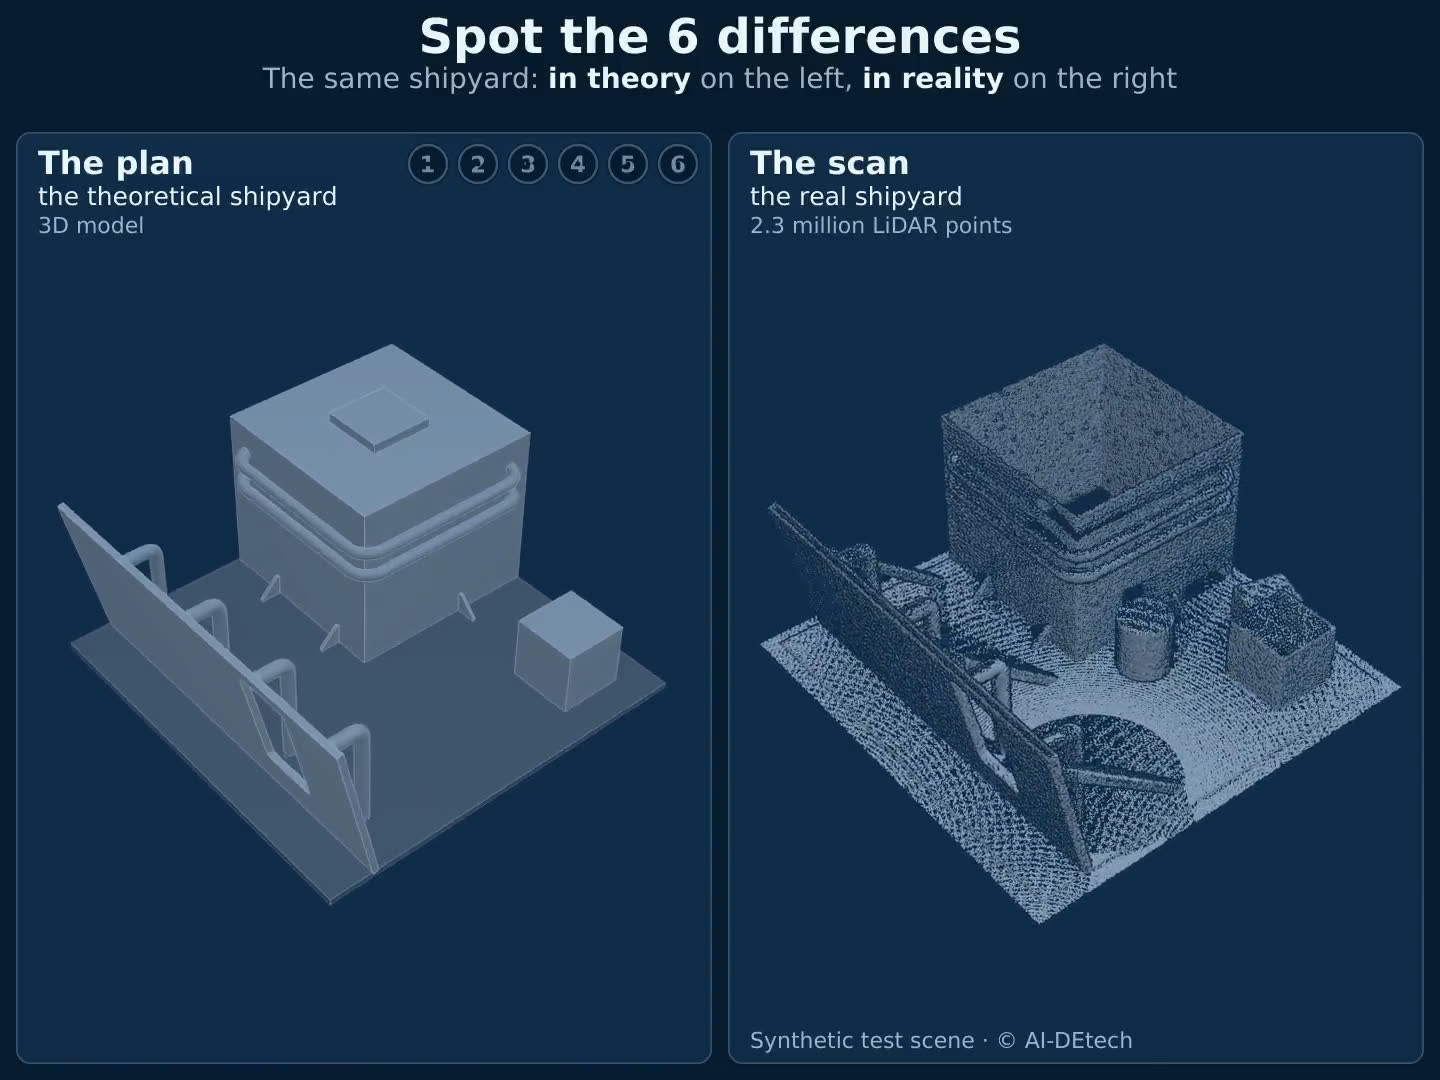 Spot the 6 differences
The same shipyard: in theory on the left, in reality on the right
The plan
the theoretical shipyard
3D model
1 2 3 4 5 6
The scan
the real shipyard
2.3 million LiDAR points
Synthetic test scene · © AI-DEtech